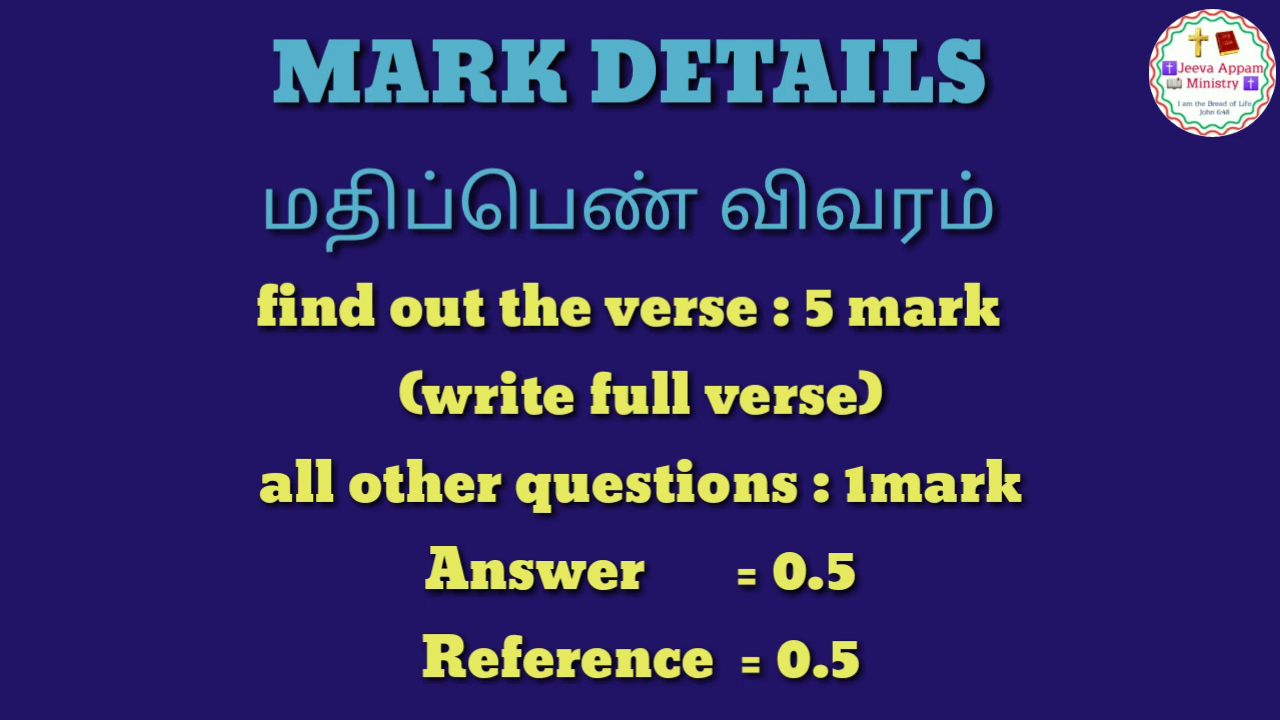 MARK DETAILS
✝️Jeeva Appam
📖 Ministry ✝️
I am the Bread of Life
John 6:48
மதிப்பெண் விவரம்
find out the verse : 5 mark
(write full verse)
all other questions : 1mark
Answer = 0.5
Reference = 0.5